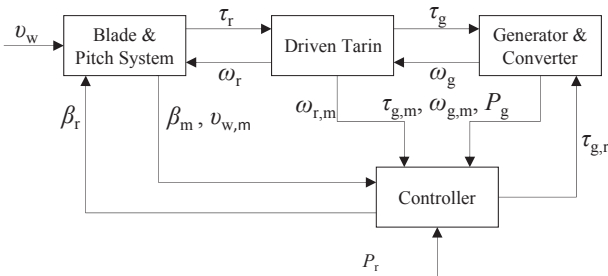 υw
Blade &
Pitch System
τr
ωr
Driven Tarin
τg
ωg
Generator &
Converter
βr
βm , υw,m
ωr,m
τg,m, ωg,m, Pg
τg,r
Controller
Pr